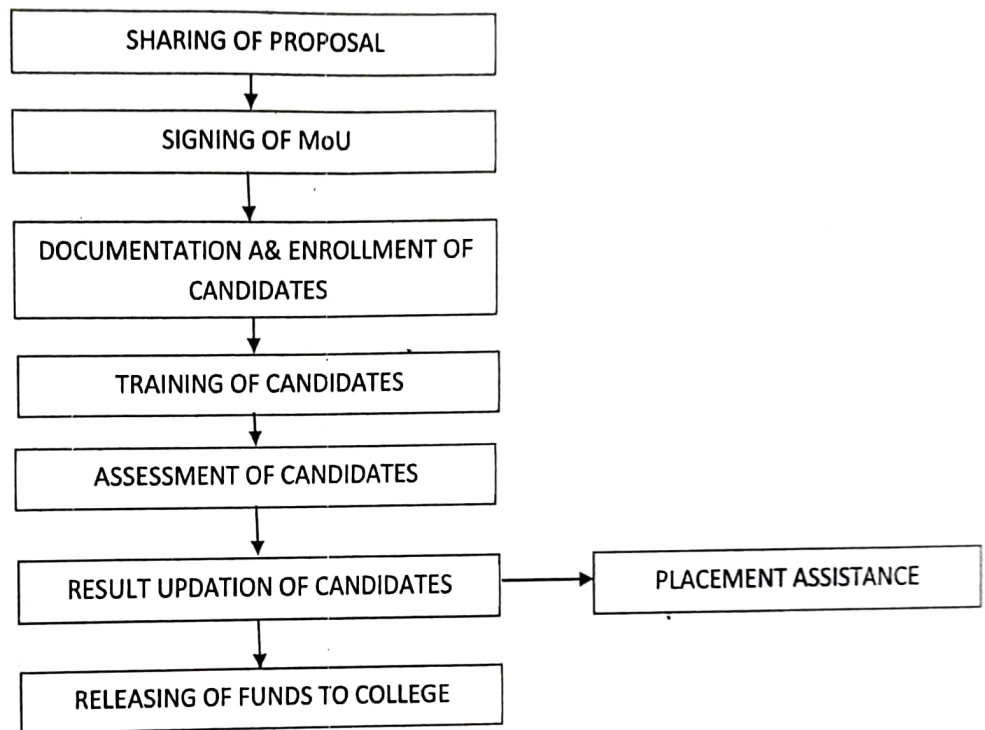 SHARING OF PROPOSAL
SIGNING OF MoU
DOCUMENTATION A& ENROLLMENT OF
CANDIDATES
TRAINING OF CANDIDATES
ASSESSMENT OF CANDIDATES
RESULT UPDATION OF CANDIDATES
PLACEMENT ASSISTANCE
RELEASING OF FUNDS TO COLLEGE